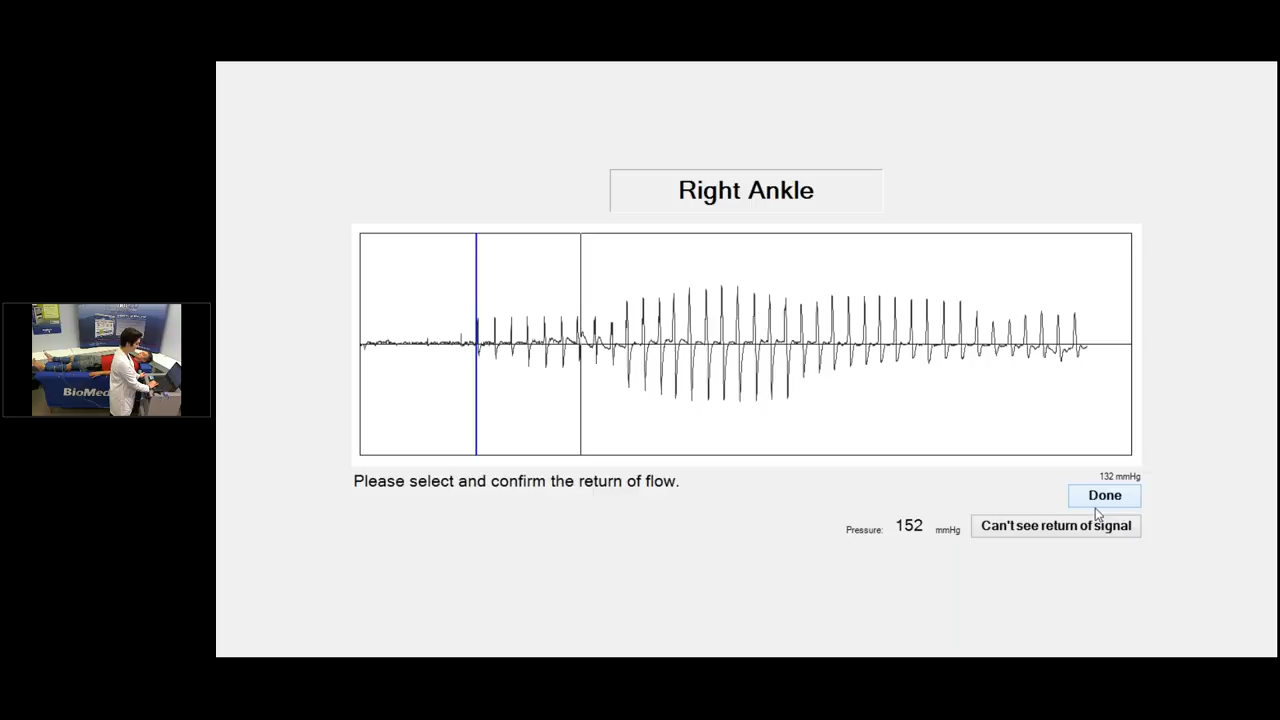 Right Ankle
Please select and confirm the return of flow.
132 mmHg
Done
Pressure: 152 mmHg
Can't see return of signal
BioMed